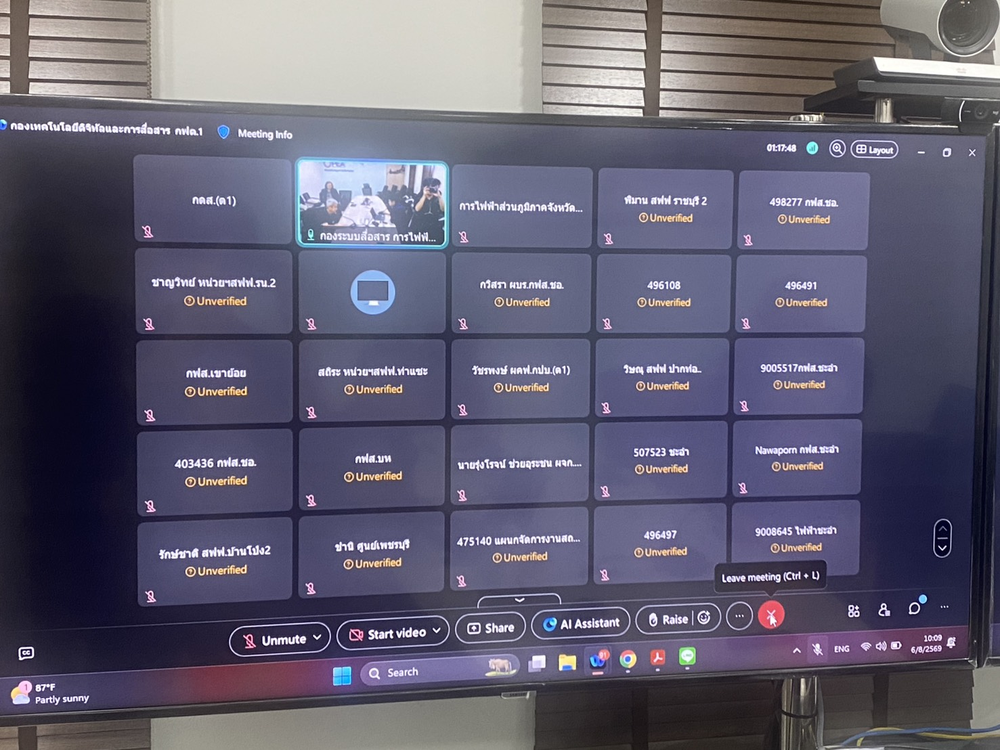 กองเทคโนโลยีดิจิทัลและการสื่อสาร กฟต.1
Meeting Info
01:17:48
Layout
กดส.(ต1)
กองระบบสื่อสาร การไฟฟ้...
การไฟฟ้าส่วนภูมิภาคจังหวัด...
พิมาน สฟฟ ราชบุรี 2
Unverified
498277 กฟส.ชอ.
Unverified
ชาญวิทย์ หน่วยฯสฟฟ.รน.2
Unverified
กวิสรา ผบร.กฟส.ชอ.
Unverified
496108
Unverified
496491
Unverified
กฟส.เขาย้อย
Unverified
สถิระ หน่วยฯสฟฟ.ท่าแซะ
Unverified
วัชรพงษ์ ผคฟ.กปบ.(ต1)
Unverified
วิษณุ สฟฟ ปากท่อ..
Unverified
9005517กฟส.ชะอำ
Unverified
403436 กฟส.ชอ.
Unverified
กฟส.บห
Unverified
นายรุ่งโรจน์ ช่วยอุระชน ผจก....
507523 ชะอำ
Unverified
Nawaporn กฟส.ชะอำ
Unverified
รักษ์ชาติ สฟฟ.บ้านโป่ง2
Unverified
ชำนิ ศูนย์เพชรบุรี
Unverified
475140 แผนกจัดการงานสถ...
Unverified
496497
Unverified
9008645 ไฟฟ้าชะอำ
Unverified
Leave meeting (Ctrl + L)
CC
Unmute
Start video
Share
AI Assistant
Raise
87°F
Partly sunny
Search
ENG
10:09
6/8/2569